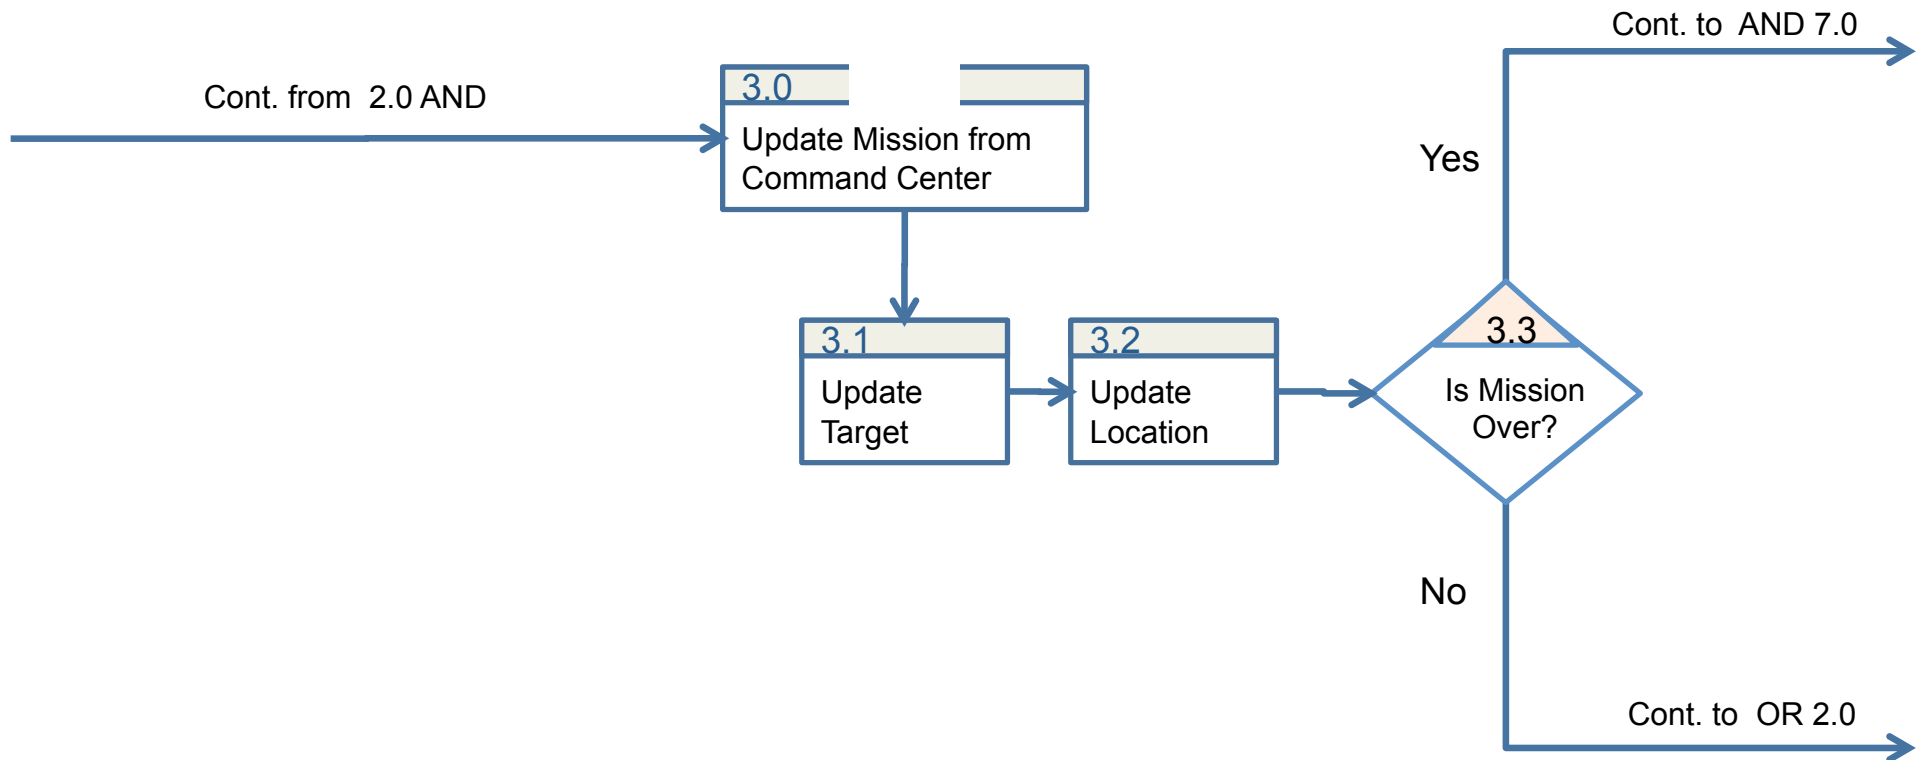 Cont. to  AND 7.0
Cont. from  2.0 AND
3.0
Update Mission from
Command Center
Yes
3.1
Update
Target
3.2
Update
Location
3.3
Is Mission
Over?
No
Cont. to  OR 2.0